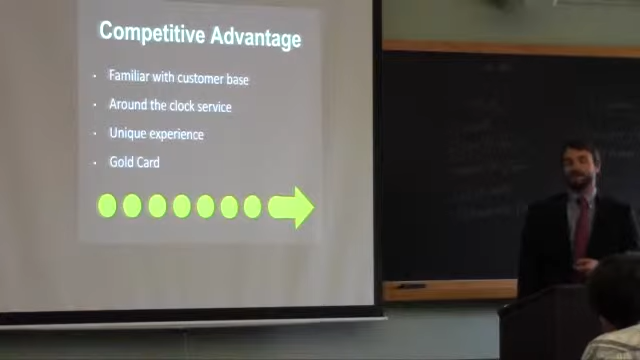 Competitive Advantage
· Familiar with customer base
· Around the clock service
· Unique experience
· Gold Card